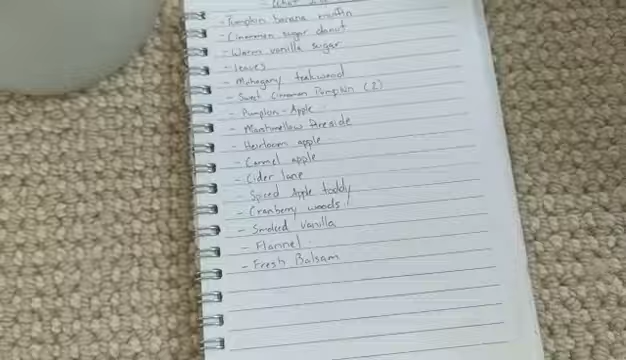 - Pumpkin banana muffin
- Cinnamon sugar donut
- Warm vanilla sugar
- leaves
- Mahogany teakwood
- Sweet Cinnamon Pumpkin (2)
- Pumpkin Apple
- Marshmellow fireside
- Heirloom apple
- Carmel apple
- Cider lane
- Spiced Apple toddy
- Cranberry woods
- Smoked vanilla
- Flannel
- Fresh Balsam